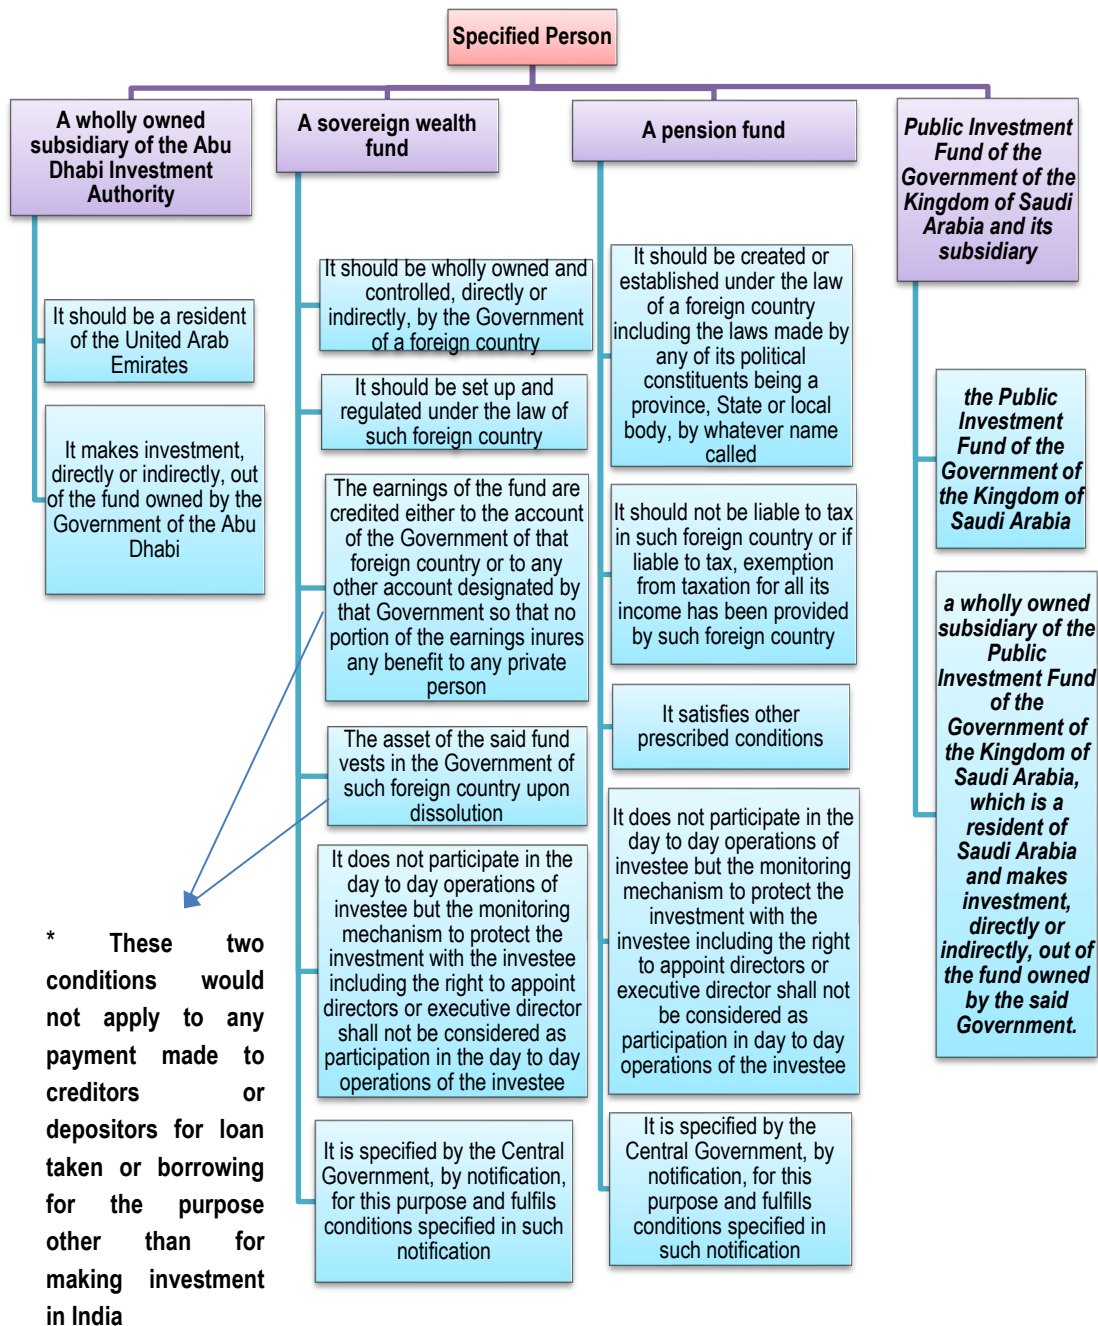 Specified Person
A wholly owned
subsidiary of the Abu
Dhabi Investment
Authority
It should be a resident
of the United Arab
Emirates
It makes investment,
directly or indirectly, out
of the fund owned by the
Government of the Abu
Dhabi
A sovereign wealth
fund
It should be wholly owned and
controlled, directly or
indirectly, by the Government
of a foreign country
It should be set up and
regulated under the law of
such foreign country
The earnings of the fund are
credited either to the account
of the Government of that
foreign country or to any
other account designated by
that Government so that no
portion of the earnings inures
any benefit to any private
person
The asset of the said fund
vests in the Government of
such foreign country upon
dissolution
It does not participate in the
day to day operations of
investee but the monitoring
mechanism to protect the
investment with the investee
including the right to appoint
directors or executive director
shall not be considered as
participation in the day to day
operations of the investee
It is specified by the Central
Government, by notification,
for this purpose and fulfils
conditions specified in such
notification
A pension fund
It should be created or
established under the law
of a foreign country
including the laws made by
any of its political
constituents being a
province, State or local
body, by whatever name
called
It should not be liable to tax
in such foreign country or if
liable to tax, exemption
from taxation for all its
income has been provided
by such foreign country
It satisfies other
prescribed conditions
It does not participate in the
day to day operations of
investee but the monitoring
mechanism to protect the
investment with the
investee including the right
to appoint directors or
executive director shall not
be considered as
participation in day to day
operations of the investee
It is specified by the
Central Government, by
notification, for this
purpose and fulfills
conditions specified in
such notification
Public Investment
Fund of the
Government of the
Kingdom of Saudi
Arabia and its
subsidiary
the Public
Investment
Fund of the
Government of
the Kingdom of
Saudi Arabia
a wholly owned
subsidiary of the
Public
Investment Fund
of the
Government of
the Kingdom of
Saudi Arabia,
which is a
resident of
Saudi Arabia
and makes
investment,
directly or
indirectly, out of
the fund owned
by the said
Government.
* These two
conditions would
not apply to any
payment made to
creditors or
depositors for loan
taken or borrowing
for the purpose
other than for
making investment
in India